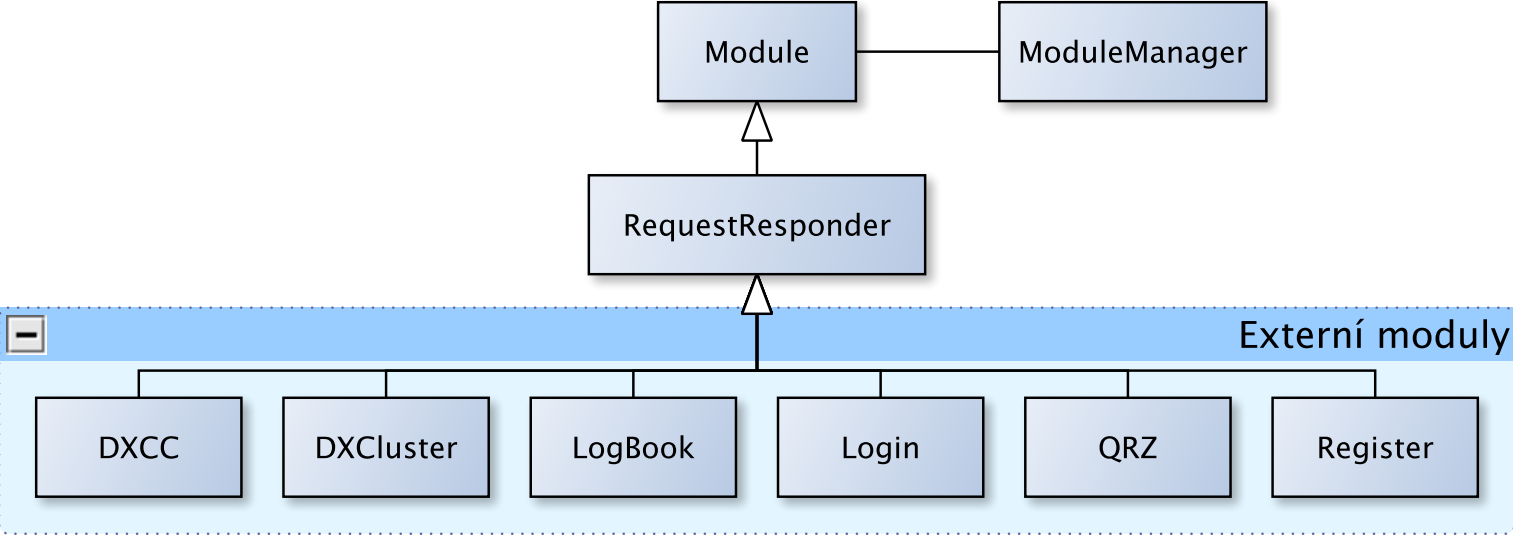 Module
ModuleManager
RequestResponder
Externí moduly
DXCC
DXCluster
LogBook
Login
QRZ
Register